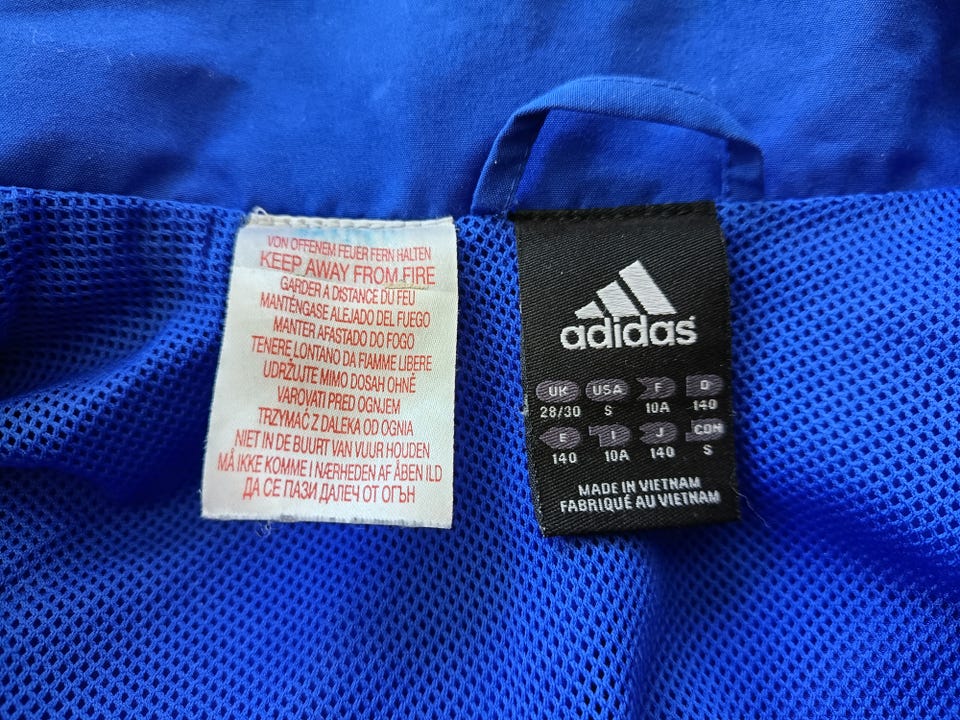 VON OFFENEM FEUER FERN HALTEN
KEEP AWAY FROM FIRE
GARDER A DISTANCE DU FEU
MANTÉNGASE ALEJADO DEL FUEGO
MANTER AFASTADO DO FOGO
TENERE LONTANO DA FIAMME LIBERE
UDRŽUJTE MIMO DOSAH OHNĚ
VAROVATI PRED OGNJEM
TRZYMAĆ Z DALEKA OD OGNIA
NIET IN DE BUURT VAN VUUR HOUDEN
MÅ IKKE KOMME I NÆRHEDEN AF ÅBEN ILD
ДА СЕ ПАЗИ ДАЛЕЧ ОТ ОГЪН
adidas
UK USA F D
28/30 S 10A 140
E I J CDN
140 10A 140 S
MADE IN VIETNAM
FABRIQUÉ AU VIETNAM